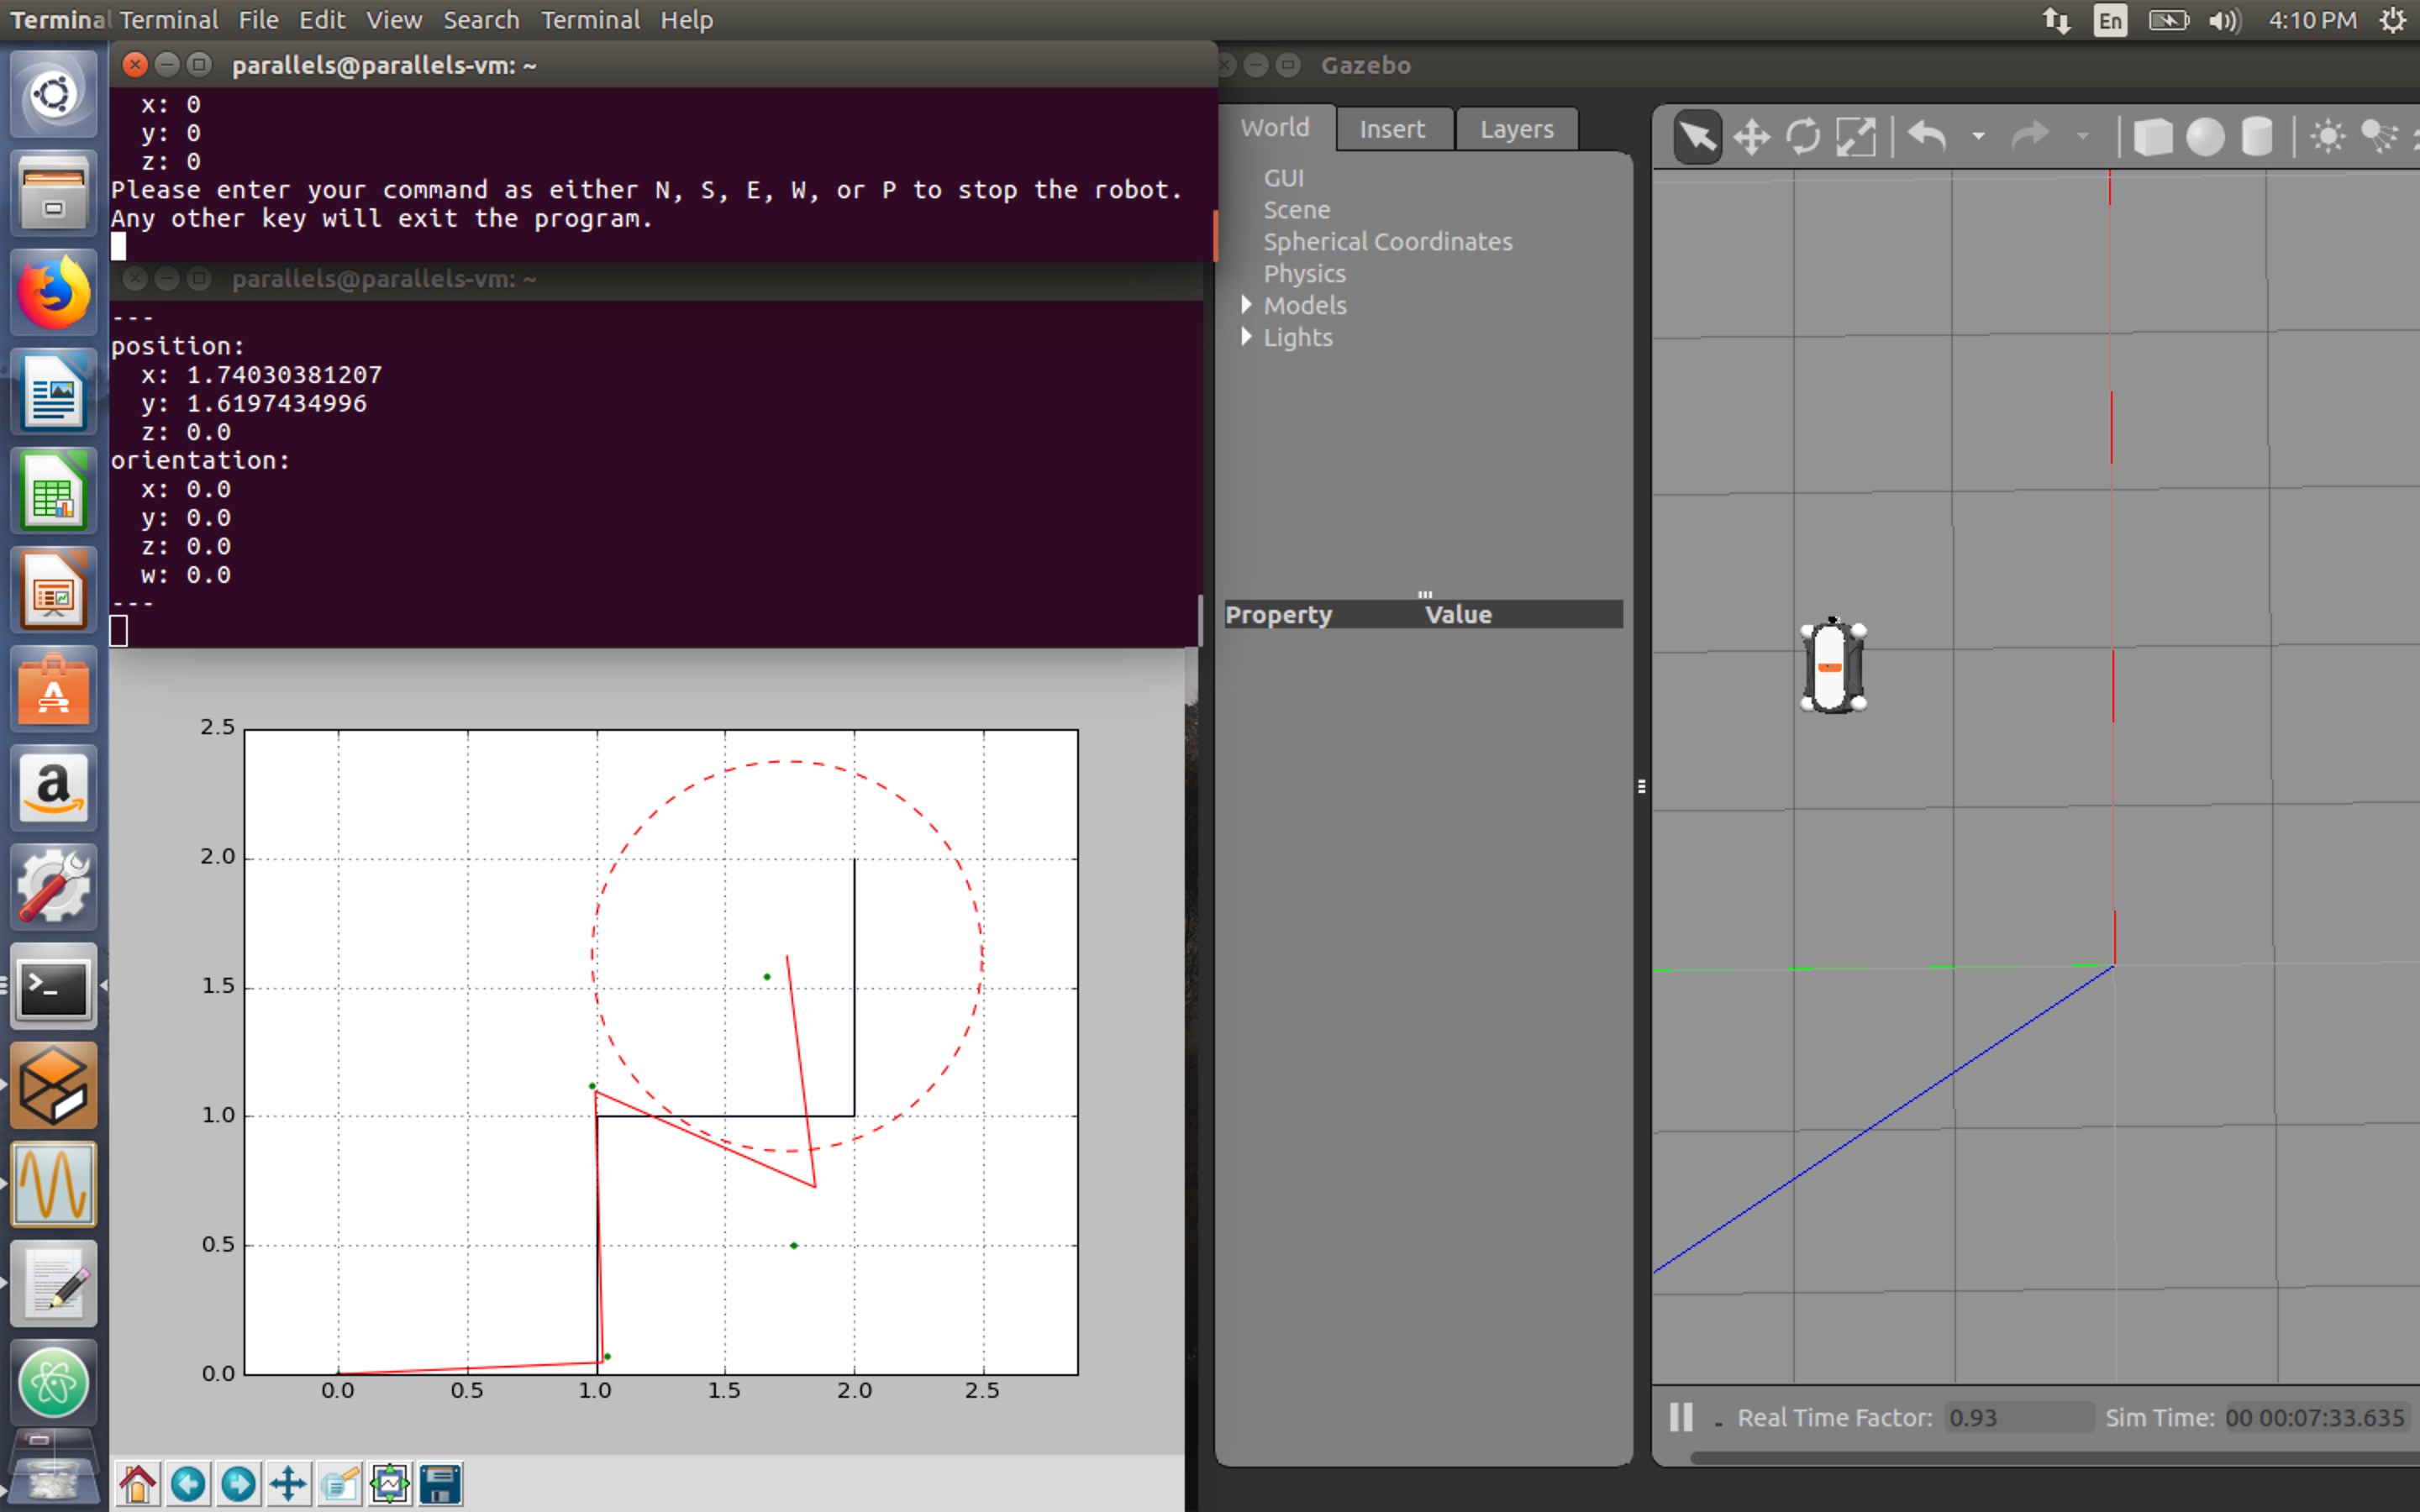 Terminal Terminal File Edit View Search Terminal Help
En
4:10 PM
parallels@parallels-vm: ~
x: 0
y: 0
z: 0
Please enter your command as either N, S, E, W, or P to stop the robot.
Any other key will exit the program.
parallels@parallels-vm: ~
---
position:
x: 1.74030381207
y: 1.6197434996
z: 0.0
orientation:
x: 0.0
y: 0.0
z: 0.0
w: 0.0
---
2.5
2.0
1.5
1.0
0.5
0.0
0.0 0.5 1.0 1.5 2.0 2.5
Gazebo
World Insert Layers
GUI
Scene
Spherical Coordinates
Physics
Models
Lights
Property Value
Real Time Factor: 0.93 Sim Time: 00 00:07:33.635